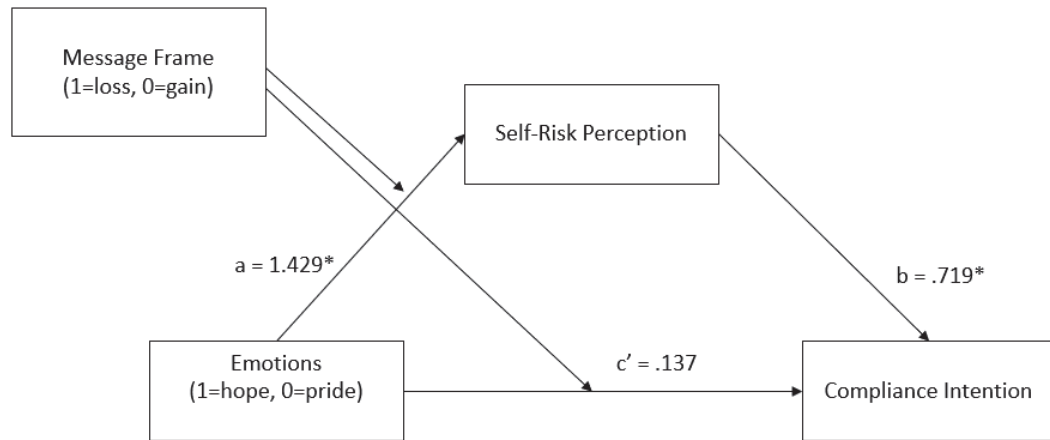 Message Frame
(1=loss, 0=gain)
Self-Risk Perception
a = 1.429*
b = .719*
Emotions
(1=hope, 0=pride)
c’ = .137
Compliance Intention